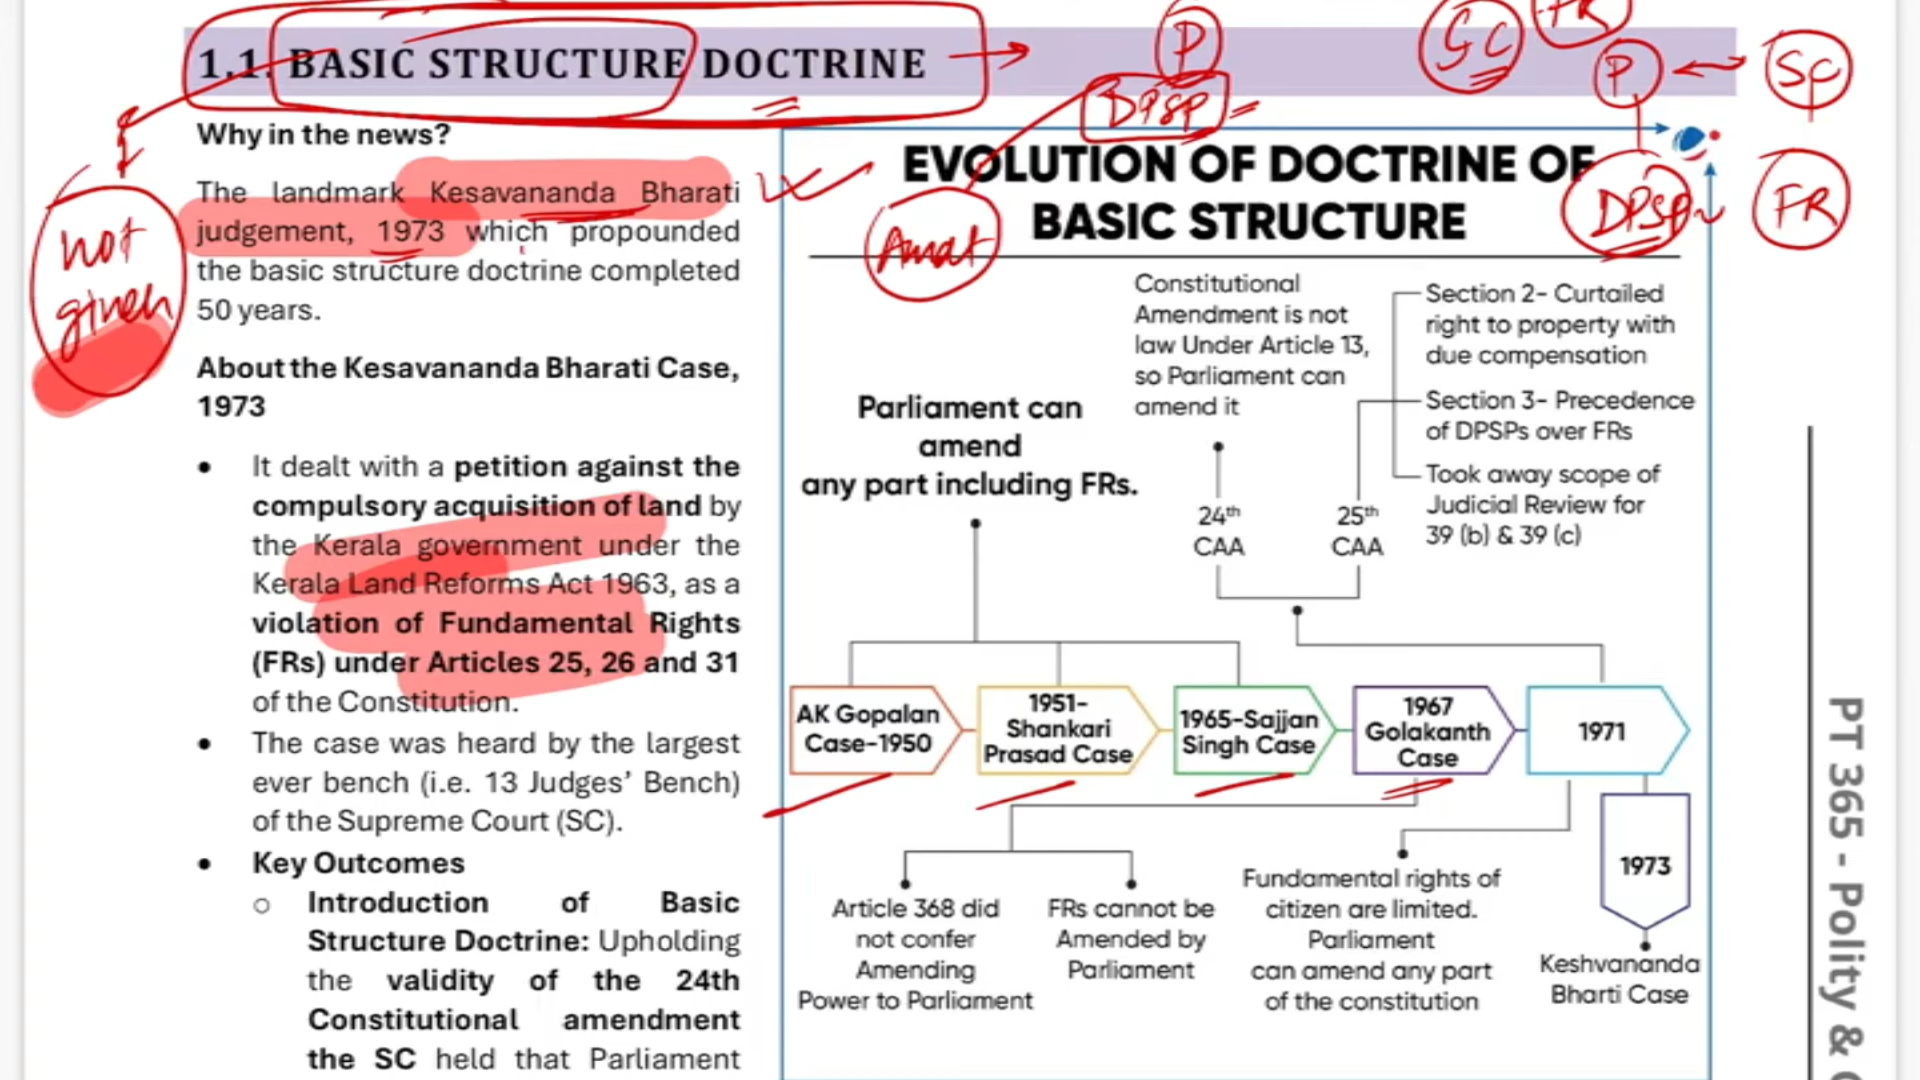 1.1. BASIC STRUCTURE DOCTRINE
P
DPSP
SC
FR
P
SC
DPSP
FR
Amat
not
given
Why in the news?
The landmark Kesavananda Bharati
judgement, 1973 which propounded
the basic structure doctrine completed
50 years.
About the Kesavananda Bharati Case,
1973
• It dealt with a petition against the
compulsory acquisition of land by
the Kerala government under the
Kerala Land Reforms Act 1963, as a
violation of Fundamental Rights
(FRs) under Articles 25, 26 and 31
of the Constitution.
• The case was heard by the largest
ever bench (i.e. 13 Judges’ Bench)
of the Supreme Court (SC).
• Key Outcomes
o Introduction of Basic
Structure Doctrine: Upholding
the validity of the 24th
Constitutional amendment
the SC held that Parliament
EVOLUTION OF DOCTRINE OF
BASIC STRUCTURE
Parliament can
amend
any part including FRs.
Constitutional
Amendment is not
law Under Article 13,
so Parliament can
amend it
24th
CAA
25th
CAA
Section 2- Curtailed
right to property with
due compensation
Section 3- Precedence
of DPSPs over FRs
Took away scope of
Judicial Review for
39 (b) & 39 (c)
AK Gopalan
Case-1950
1951-
Shankari
Prasad Case
1965-Sajjan
Singh Case
1967
Golakanth
Case
1971
1973
Article 368 did
not confer
Amending
Power to Parliament
FRs cannot be
Amended by
Parliament
Fundamental rights of
citizen are limited.
Parliament
can amend any part
of the constitution
Keshvananda
Bharti Case
PT 365 - Polity &